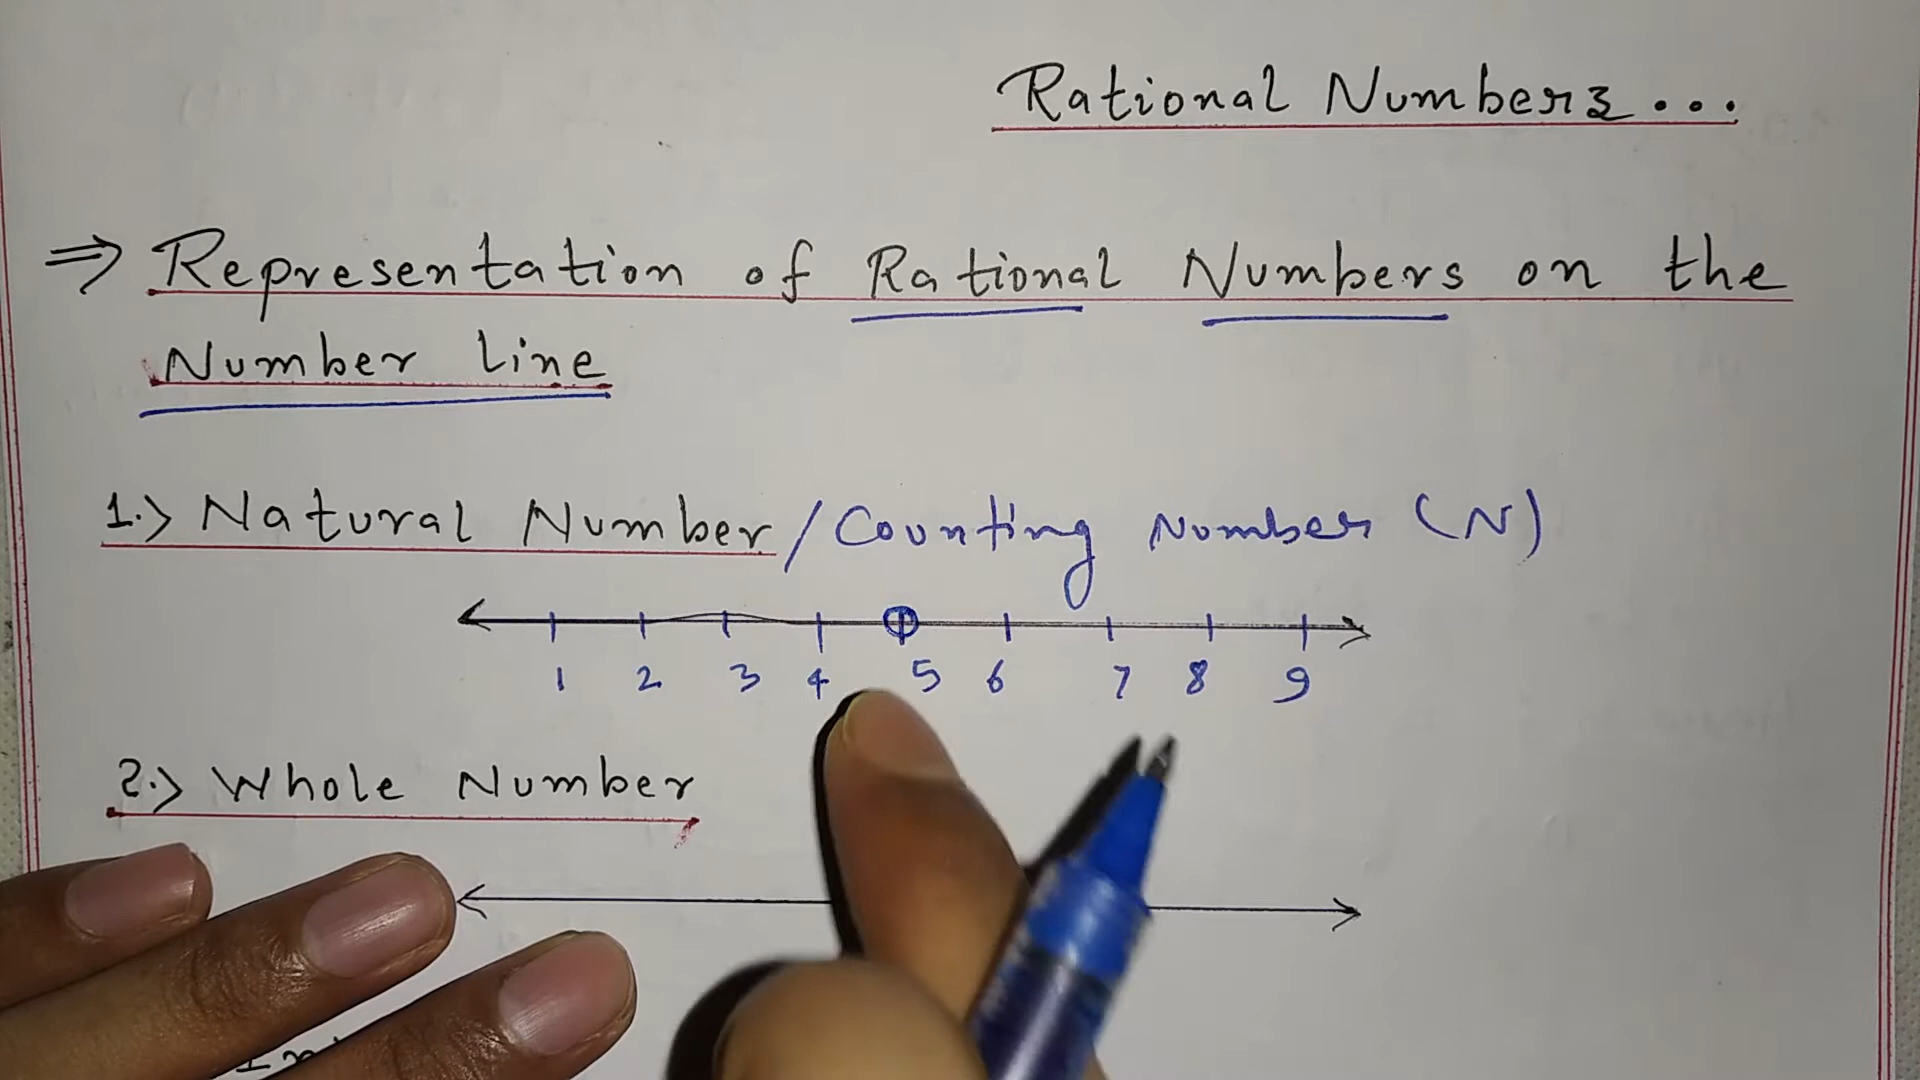 Rational Numbers...
⇒ Representation of Rational Numbers on the
Number line
1.> Natural Number/Counting Number (N)
1 2 3 4 5 6 7 8 9
2.> Whole Number